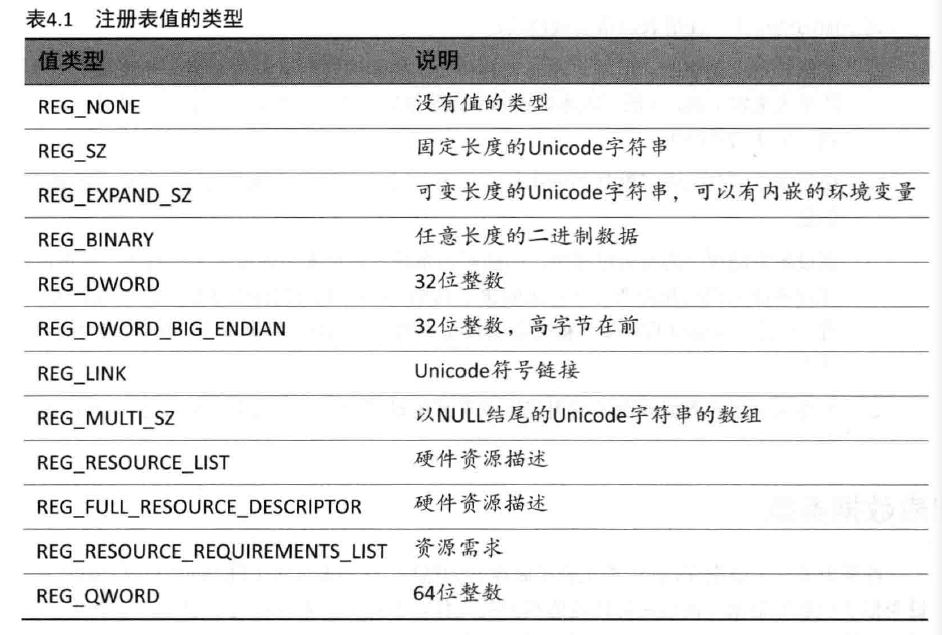 表4.1 注册表值的类型
值类型 说明
REG_NONE 没有值的类型
REG_SZ 固定长度的Unicode字符串
REG_EXPAND_SZ 可变长度的Unicode字符串，可以有内嵌的环境变量
REG_BINARY 任意长度的二进制数据
REG_DWORD 32位整数
REG_DWORD_BIG_ENDIAN 32位整数，高字节在前
REG_LINK Unicode符号链接
REG_MULTI_SZ 以NULL结尾的Unicode字符串的数组
REG_RESOURCE_LIST 硬件资源描述
REG_FULL_RESOURCE_DESCRIPTOR 硬件资源描述
REG_RESOURCE_REQUIREMENTS_LIST 资源需求
REG_QWORD 64位整数